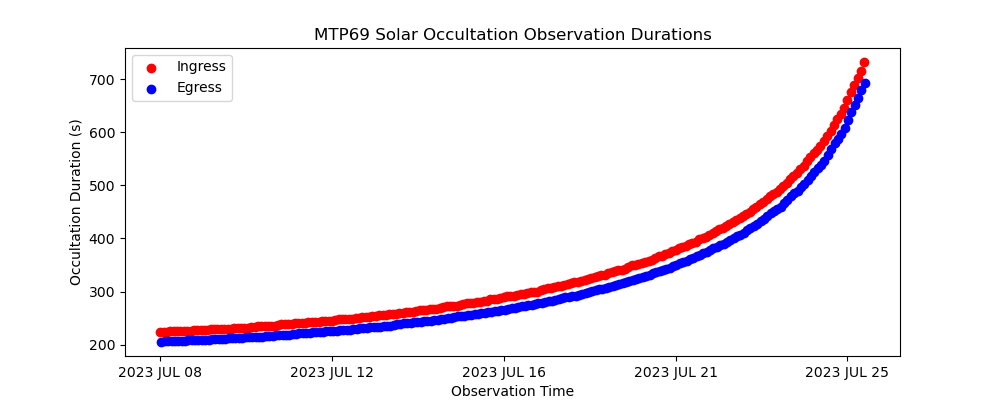 MTP69 Solar Occultation Observation Durations
Ingress
Egress
700
600
500
400
300
200
Occultation Duration (s)
2023 JUL 08 2023 JUL 12 2023 JUL 16 2023 JUL 21 2023 JUL 25
Observation Time